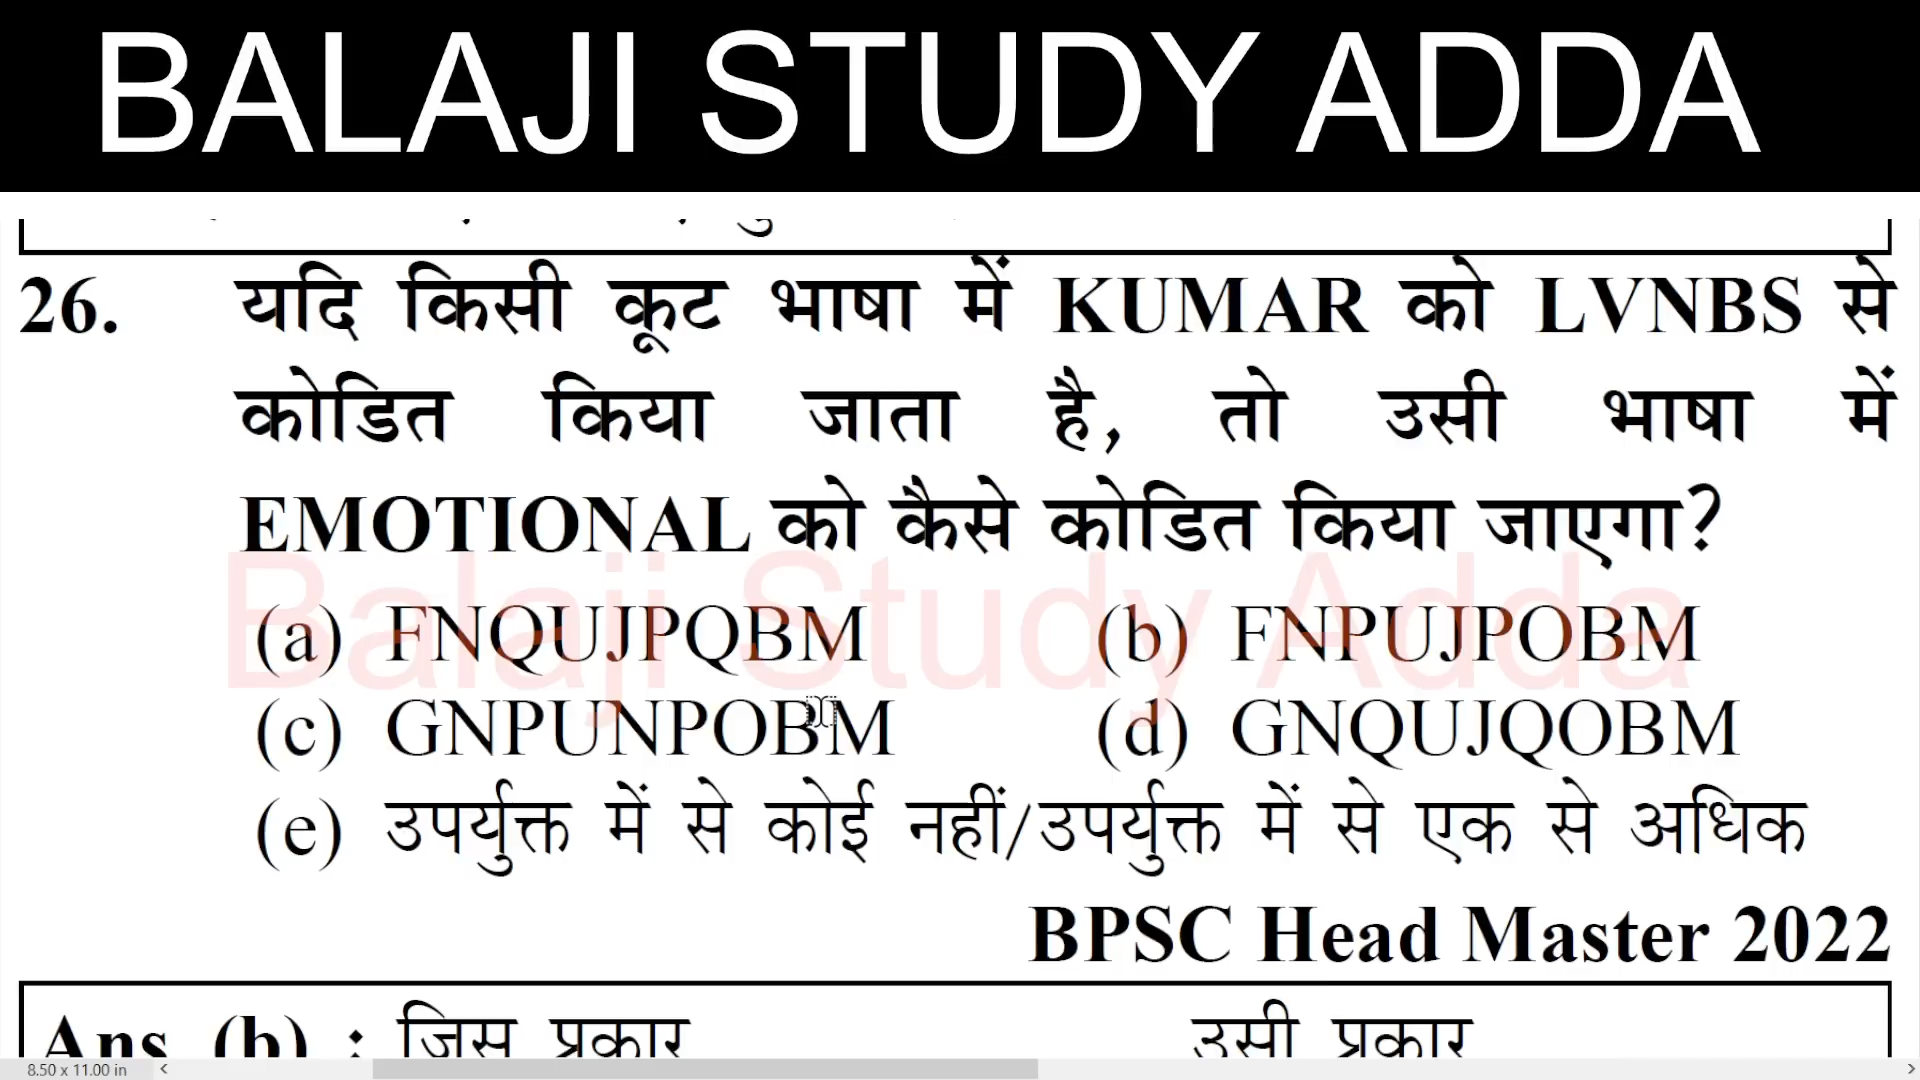 BALAJI STUDY ADDA
26. यदि किसी कूट भाषा में KUMAR को LVNBS से
कोडित किया जाता है, तो उसी भाषा में
EMOTIONAL को कैसे कोडित किया जाएगा?
Balaji Study Adda
(a) FNQUJPQBM (b) FNPUJPOBM
(c) GNPUNPOBM (d) GNQUJQOBM
(e) उपर्युक्त में से कोई नहीं/उपर्युक्त में से एक से अधिक
BPSC Head Master 2022
Ans. (b) : जिस प्रकार उसी प्रकार
8.50 x 11.00 in